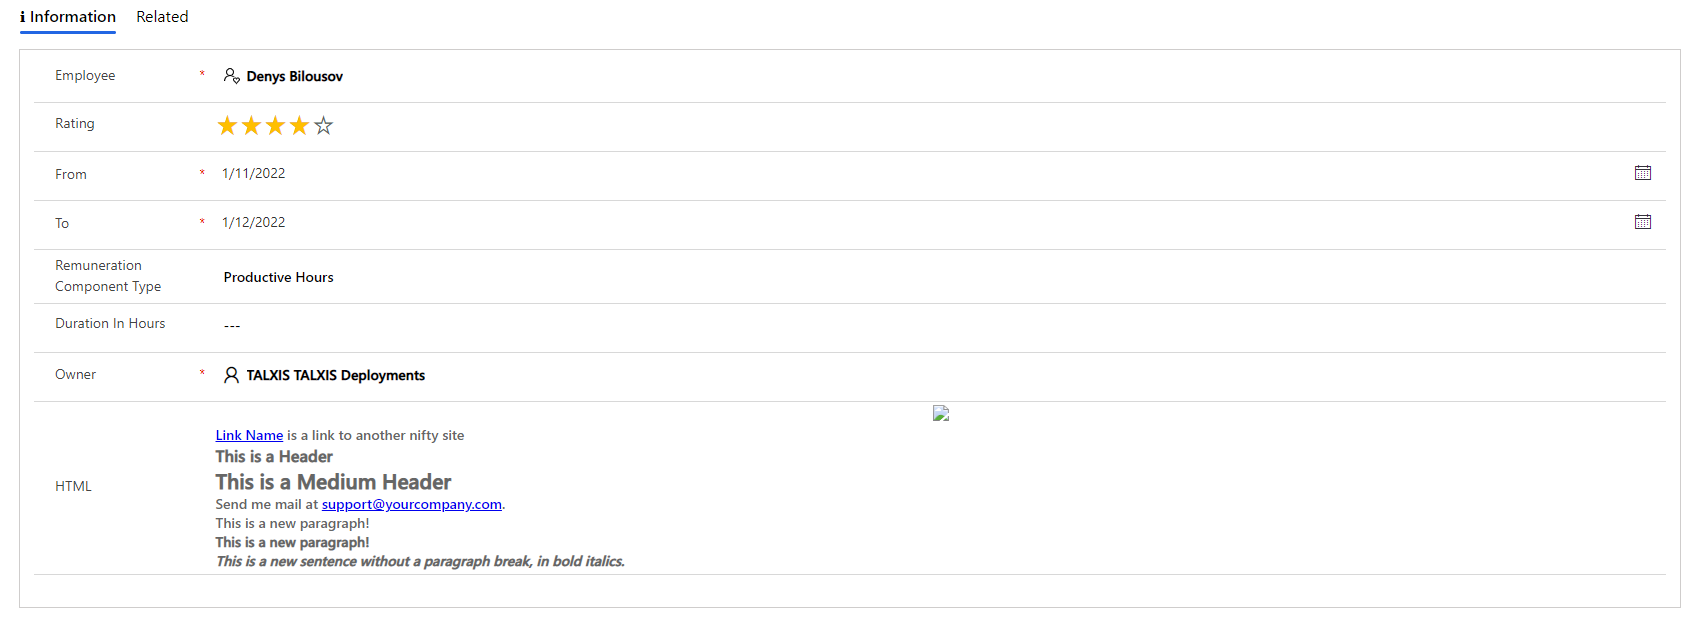 Information Related
Employee * Denys Bilousov
Rating
From * 1/11/2022
To * 1/12/2022
Remuneration
Component Type
Productive Hours
Duration In Hours ---
Owner * TALXIS TALXIS Deployments
HTML
Link Name is a link to another nifty site
This is a Header
This is a Medium Header
Send me mail at support@yourcompany.com.
This is a new paragraph!
This is a new paragraph!
This is a new sentence without a paragraph break, in bold italics.